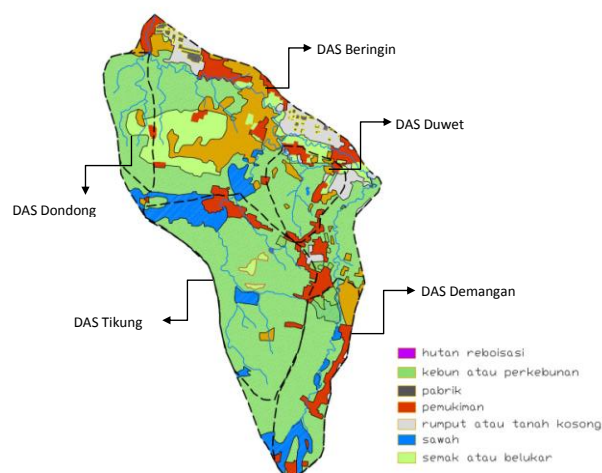 DAS Beringin
DAS Duwet
DAS Dondong
DAS Demangan
DAS Tikung
hutan reboisasi
kebun atau perkebunan
pabrik
pemukiman
rumput atau tanah kosong
sawah
semak atau belukar